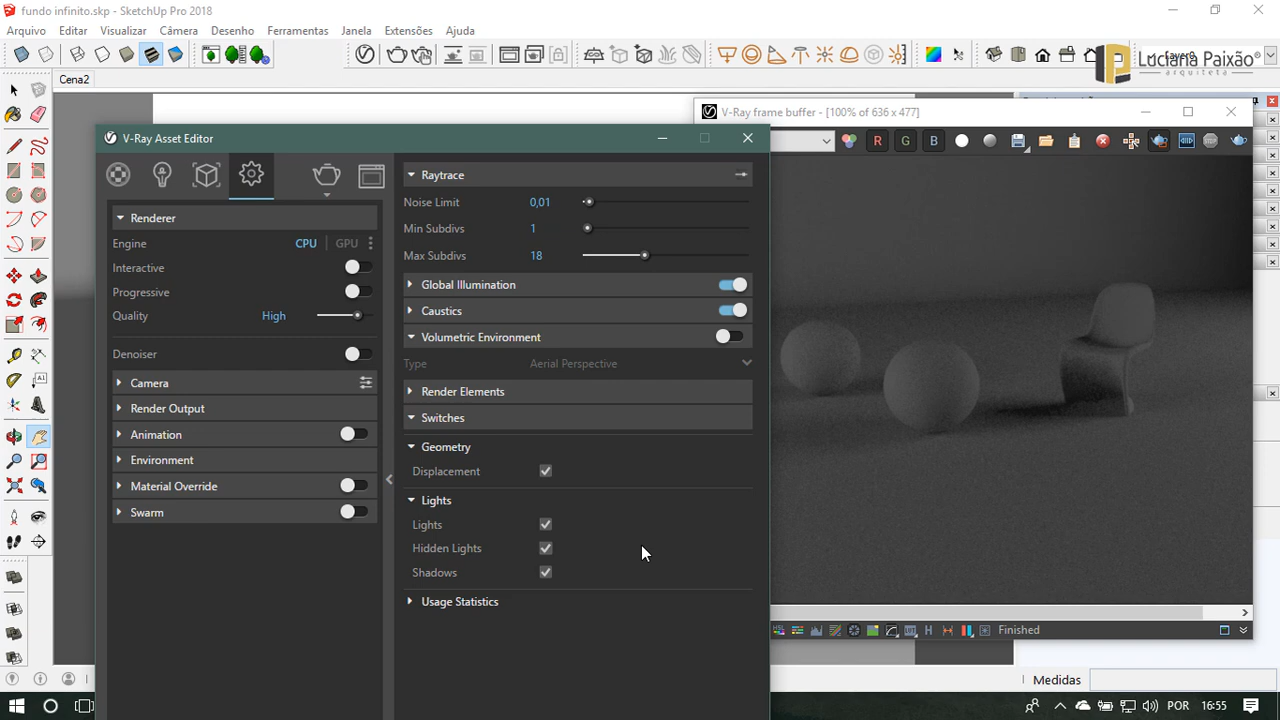 fundo infinito.skp - SketchUp Pro 2018
Arquivo Editar Visualizar Câmera Desenho Ferramentas Janela Extensões Ajuda
Luciana Paixão
arquiteta
Cena2
V-Ray frame buffer - [100% of 636 x 477]
R G B
V-Ray Asset Editor
Renderer
Engine CPU GPU
Interactive
Progressive
Quality High
Denoiser
Camera
Render Output
Animation
Environment
Material Override
Swarm
Raytrace
Noise Limit 0,01
Min Subdivs 1
Max Subdivs 18
Global Illumination
Caustics
Volumetric Environment
Type Aerial Perspective
Render Elements
Switches
Geometry
Displacement
Lights
Lights
Hidden Lights
Shadows
Usage Statistics
HSL
H
Finished
Medidas
POR 16:55